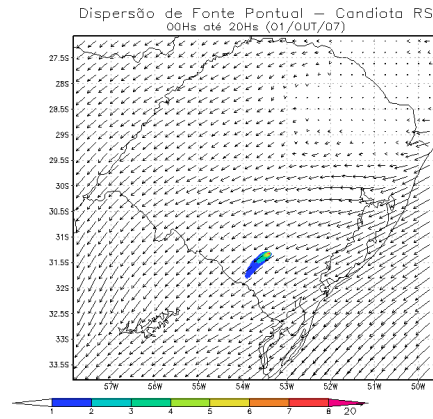 Dispersão de Fonte Pontual – Candiota RS
00Hs até 20Hs (01/OUT/07)
27.5S
28S
28.5S
29S
29.5S
30S
30.5S
31S
31.5S
32S
32.5S
33S
33.5S
57W 56W 55W 54W 53W 52W 51W 50W
1 2 3 4 5 6 7 8 20